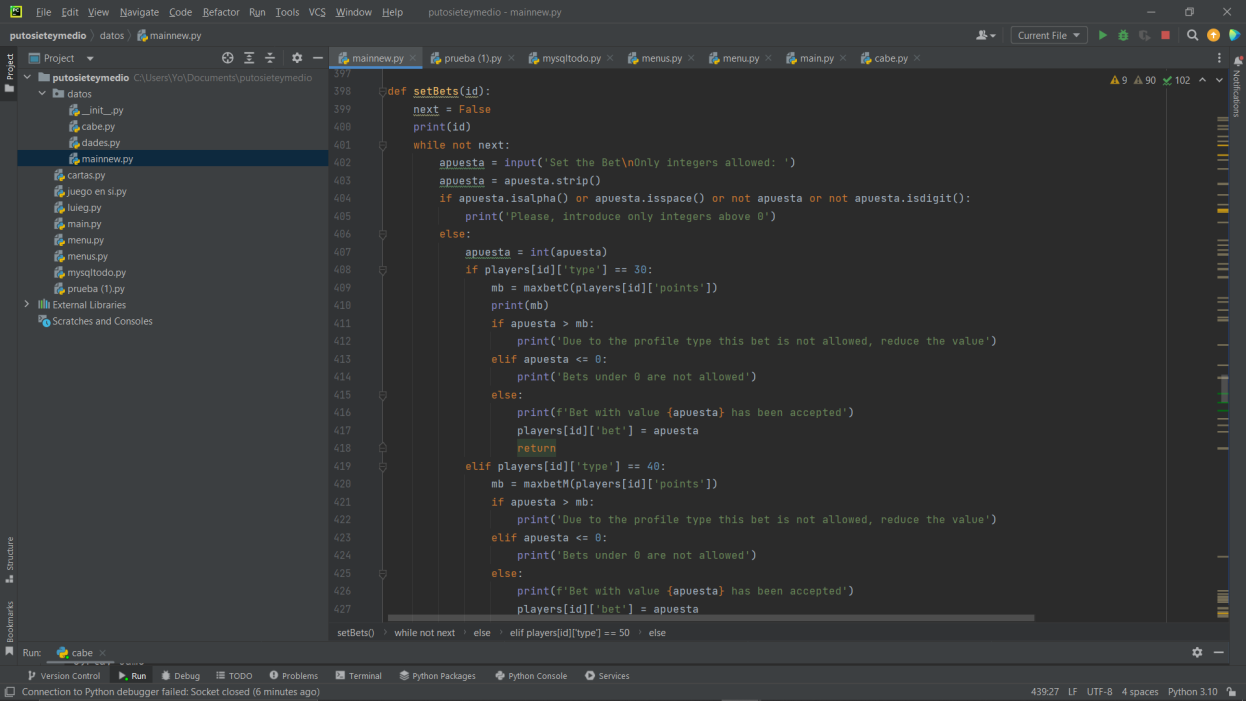 File Edit View Navigate Code Refactor Run Tools VCS Window Help putosieteymedio - mainnew.py
putosieteymedio datos mainnew.py Current File
Project mainnew.py prueba (1).py mysqltodo.py menus.py menu.py main.py cabe.py
Project
Notifications
Structure
Bookmarks
putosieteymedio C:\Users\Yo\Documents\putosieteymedio
datos
__init__.py
cabe.py
dades.py
mainnew.py
cartas.py
juego en si.py
luieg.py
main.py
menu.py
menus.py
mysqltodo.py
prueba (1).py
External Libraries
Scratches and Consoles
9 90 102
397
398 def setBets(id):
399 next = False
400 print(id)
401 while not next:
402 apuesta = input('Set the Bet\nOnly integers allowed: ')
403 apuesta = apuesta.strip()
404 if apuesta.isalpha() or apuesta.isspace() or not apuesta or not apuesta.isdigit():
405 print('Please, introduce only integers above 0')
406 else:
407 apuesta = int(apuesta)
408 if players[id]['type'] == 30:
409 mb = maxbetC(players[id]['points'])
410 print(mb)
411 if apuesta > mb:
412 print('Due to the profile type this bet is not allowed, reduce the value')
413 elif apuesta <= 0:
414 print('Bets under 0 are not allowed')
415 else:
416 print(f'Bet with value {apuesta} has been accepted')
417 players[id]['bet'] = apuesta
418 return
419 elif players[id]['type'] == 40:
420 mb = maxbetM(players[id]['points'])
421 if apuesta > mb:
422 print('Due to the profile type this bet is not allowed, reduce the value')
423 elif apuesta <= 0:
424 print('Bets under 0 are not allowed')
425 else:
426 print(f'Bet with value {apuesta} has been accepted')
427 players[id]['bet'] = apuesta
setBets() while not next else elif players[id]['type'] == 50 else
Run: cabe
Version Control Run Debug TODO Problems Terminal Python Packages Python Console Services
Connection to Python debugger failed: Socket closed (6 minutes ago) 439:27 LF UTF-8 4 spaces Python 3.10